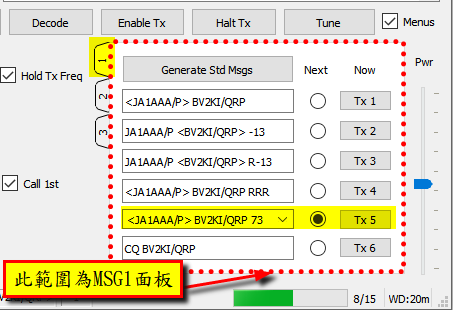 Decode Enable Tx Halt Tx Tune Menus
1 Generate Std Msgs Next Now Pwr
Hold Tx Freq
<JA1AAA/P> BV2KI/QRP Tx 1
2
JA1AAA/P <BV2KI/QRP> -13 Tx 2
3
JA1AAA/P <BV2KI/QRP> R-13 Tx 3
Call 1st
<JA1AAA/P> BV2KI/QRP RRR Tx 4
<JA1AAA/P> BV2KI/QRP 73 Tx 5
CQ BV2KI/QRP Tx 6
此範圍為MSG1面板
8/15 WD:20m